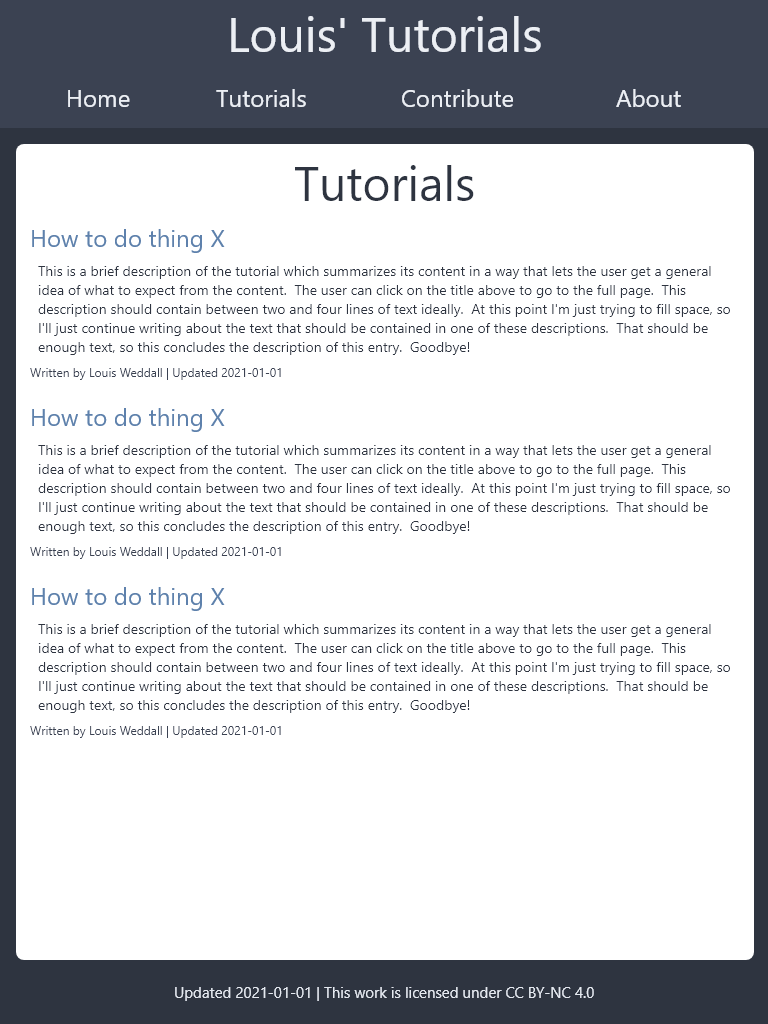 Louis' Tutorials
Home Tutorials Contribute About
Tutorials
How to do thing X
This is a brief description of the tutorial which summarizes its content in a way that lets the user get a general
idea of what to expect from the content.  The user can click on the title above to go to the full page.  This
description should contain between two and four lines of text ideally.  At this point I'm just trying to fill space, so
I'll just continue writing about the text that should be contained in one of these descriptions.  That should be
enough text, so this concludes the description of this entry.  Goodbye!
Written by Louis Weddall | Updated 2021-01-01
How to do thing X
This is a brief description of the tutorial which summarizes its content in a way that lets the user get a general
idea of what to expect from the content.  The user can click on the title above to go to the full page.  This
description should contain between two and four lines of text ideally.  At this point I'm just trying to fill space, so
I'll just continue writing about the text that should be contained in one of these descriptions.  That should be
enough text, so this concludes the description of this entry.  Goodbye!
Written by Louis Weddall | Updated 2021-01-01
How to do thing X
This is a brief description of the tutorial which summarizes its content in a way that lets the user get a general
idea of what to expect from the content.  The user can click on the title above to go to the full page.  This
description should contain between two and four lines of text ideally.  At this point I'm just trying to fill space, so
I'll just continue writing about the text that should be contained in one of these descriptions.  That should be
enough text, so this concludes the description of this entry.  Goodbye!
Written by Louis Weddall | Updated 2021-01-01
Updated 2021-01-01 | This work is licensed under CC BY-NC 4.0